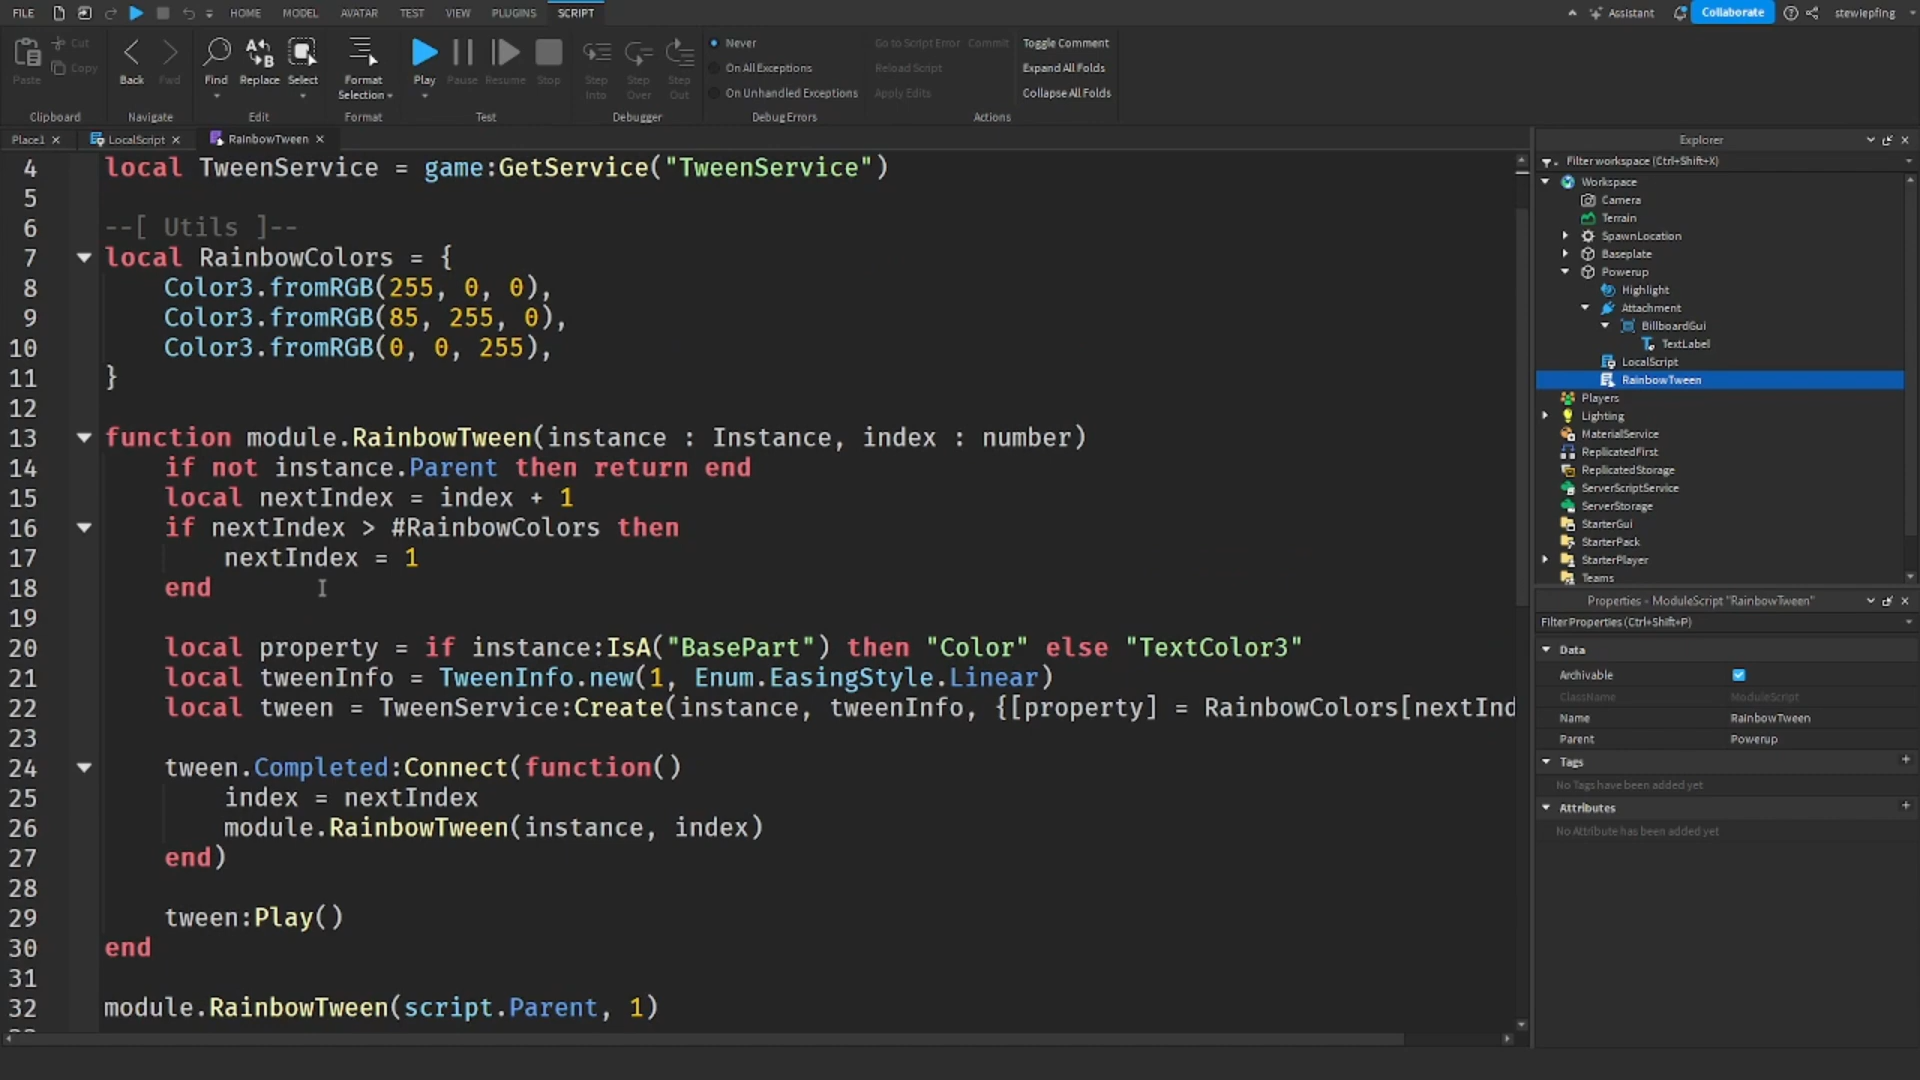 FILE HOME MODEL AVATAR TEST VIEW PLUGINS SCRIPT Assistant Collaborate stewiepfing
Paste Cut Copy Back Fwd Find Replace Select Format Selection Play Pause Resume Stop Step Into Step Over Step Out
Never Go to Script Error Commit Toggle Comment
On All Exceptions Reload Script Expand All Folds
On Unhandled Exceptions Apply Edits Collapse All Folds
Clipboard Navigate Edit Format Test Debugger Debug Errors Actions
Place1 LocalScript RainbowTween
4 local TweenService = game:GetService("TweenService")
5
6 --[ Utils ]--
7 local RainbowColors = {
8 Color3.fromRGB(255, 0, 0),
9 Color3.fromRGB(85, 255, 0),
10 Color3.fromRGB(0, 0, 255),
11 }
12
13 function module.RainbowTween(instance : Instance, index : number)
14 if not instance.Parent then return end
15 local nextIndex = index + 1
16 if nextIndex > #RainbowColors then
17 nextIndex = 1
18 end
19
20 local property = if instance:IsA("BasePart") then "Color" else "TextColor3"
21 local tweenInfo = TweenInfo.new(1, Enum.EasingStyle.Linear)
22 local tween = TweenService:Create(instance, tweenInfo, {[property] = RainbowColors[nextInd
23
24 tween.Completed:Connect(function()
25 index = nextIndex
26 module.RainbowTween(instance, index)
27 end)
28
29 tween:Play()
30 end
31
32 module.RainbowTween(script.Parent, 1)
Explorer
Filter workspace (Ctrl+Shift+X)
Workspace
Camera
Terrain
SpawnLocation
Baseplate
Powerup
Highlight
Attachment
BillboardGui
TextLabel
LocalScript
RainbowTween
Players
Lighting
MaterialService
ReplicatedFirst
ReplicatedStorage
ServerScriptService
ServerStorage
StarterGui
StarterPack
StarterPlayer
Teams
Properties - ModuleScript "RainbowTween"
Filter Properties (Ctrl+Shift+P)
Data
Archivable
ClassName ModuleScript
Name RainbowTween
Parent Powerup
Tags
No Tags have been added yet
Attributes
No Attribute has been added yet